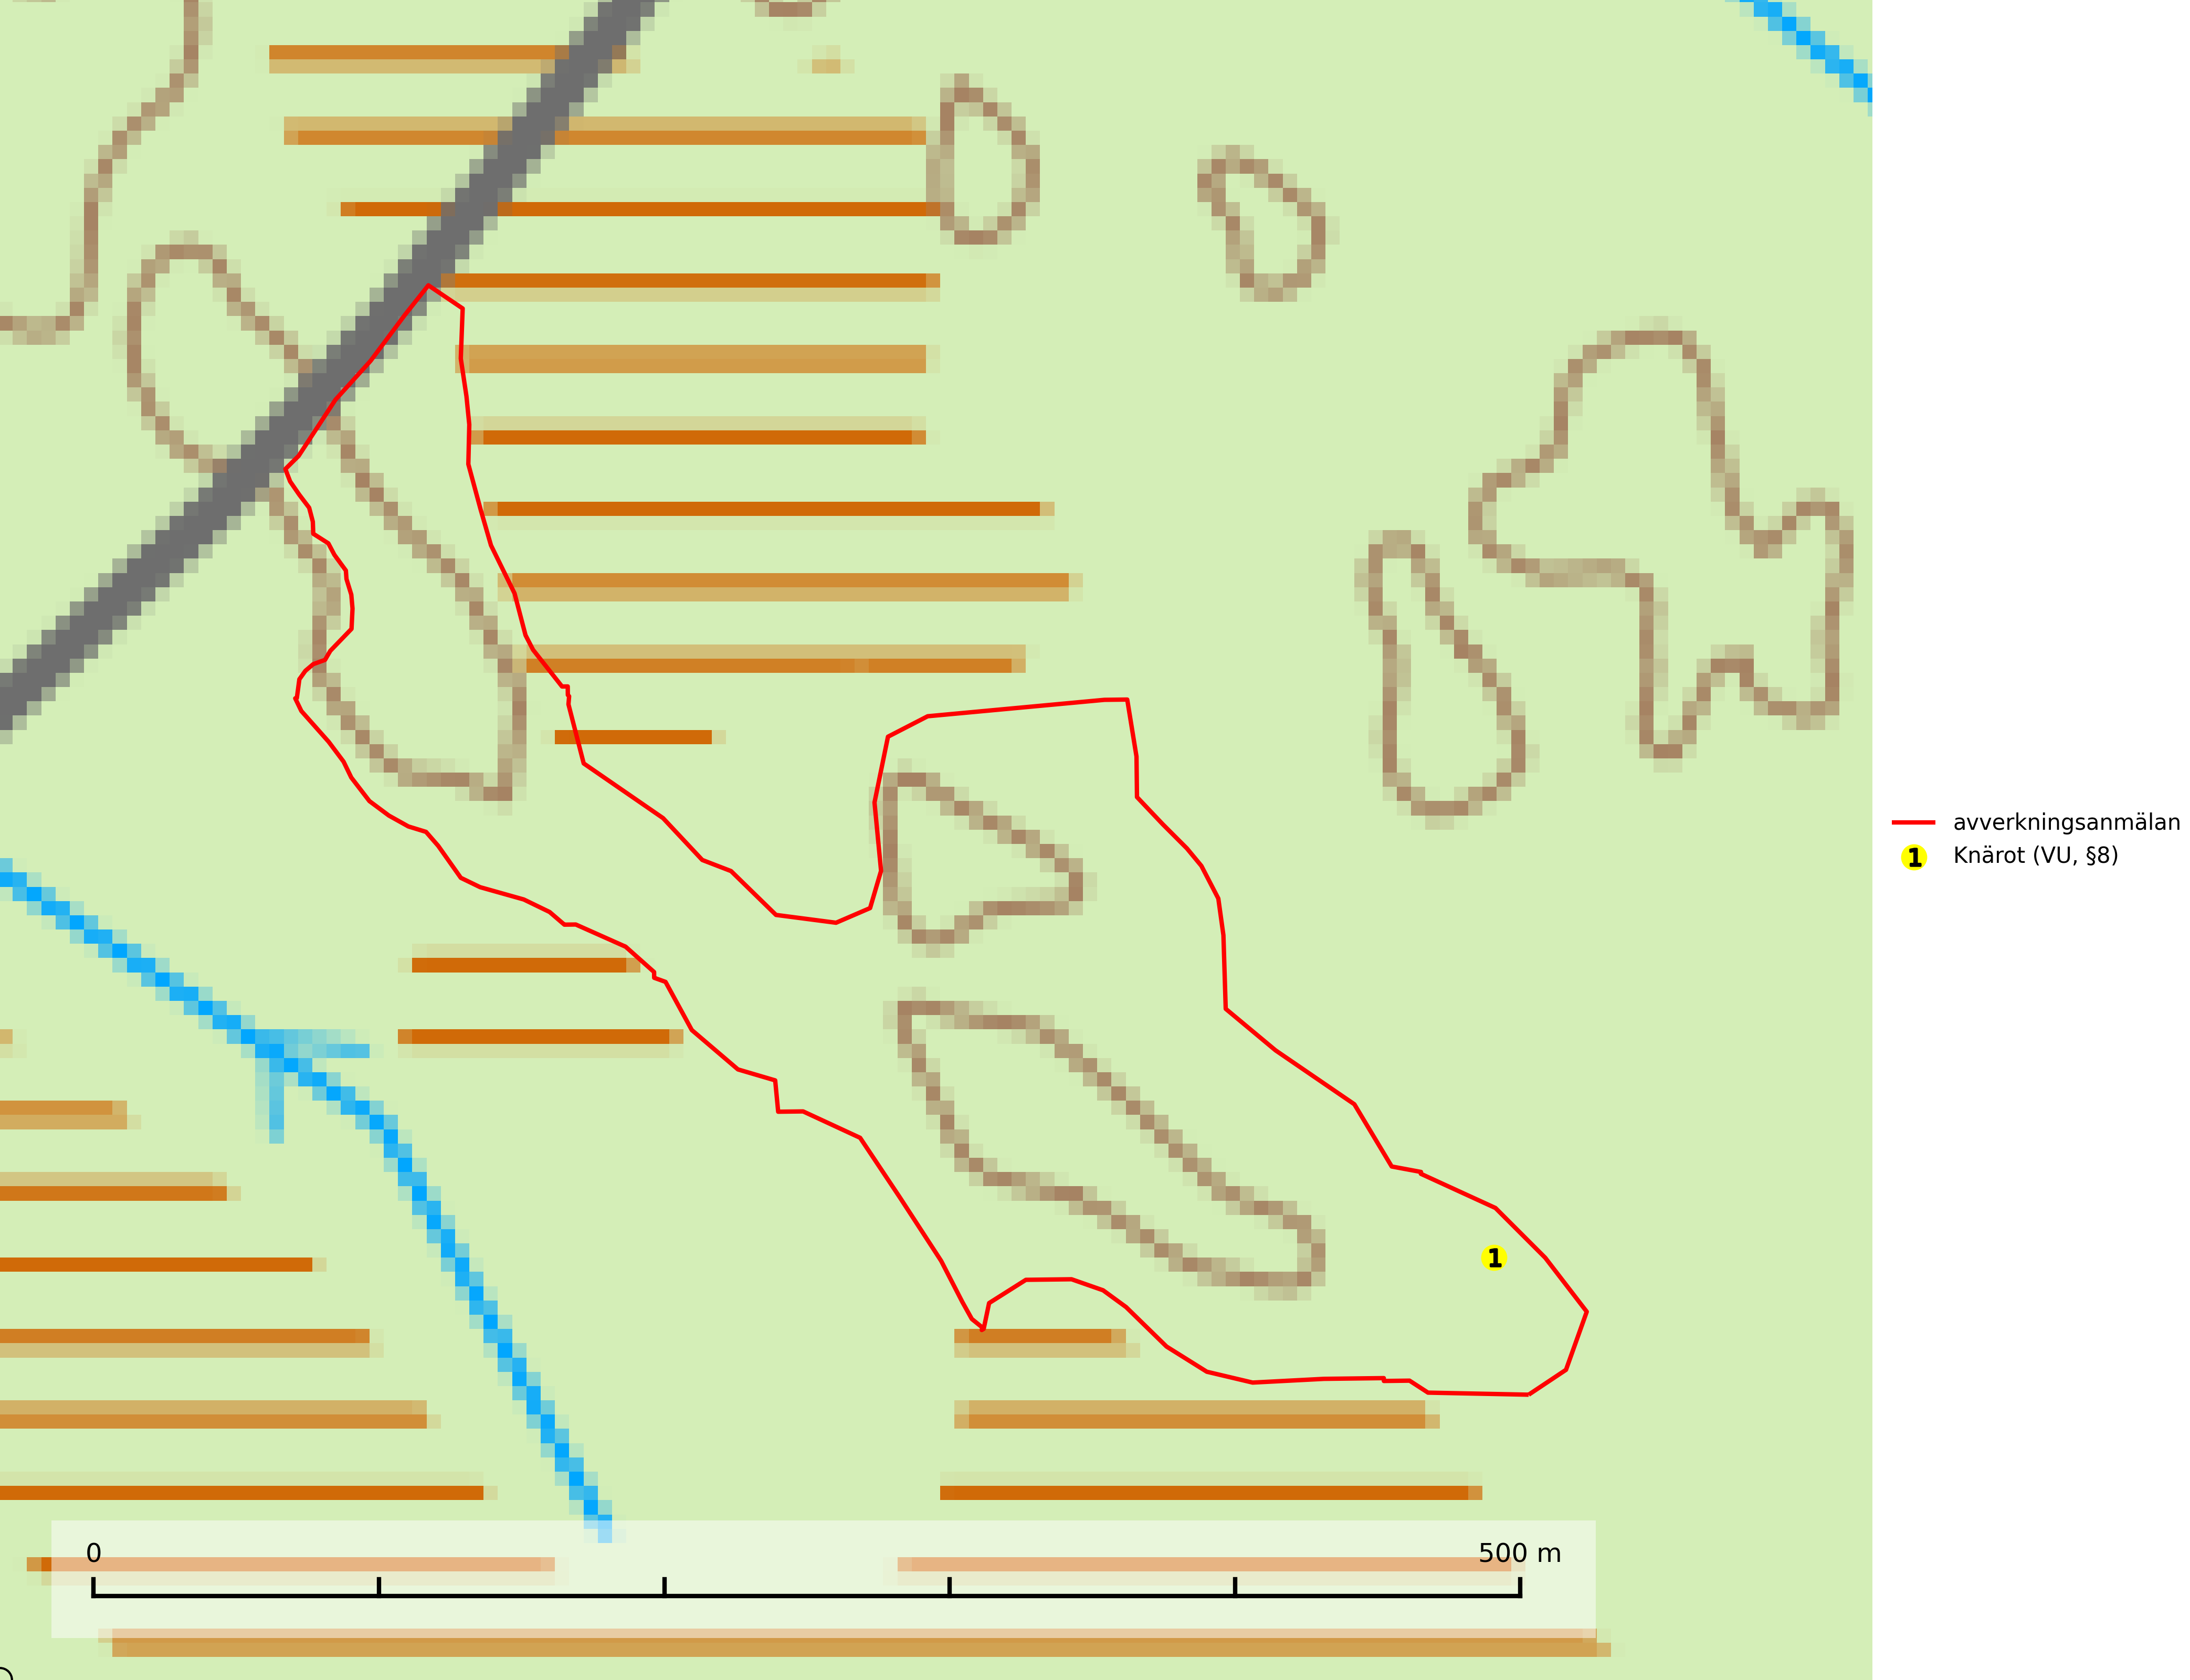 avverkningsanmälan
1 Knärot (VU, §8)
1
0 500 m